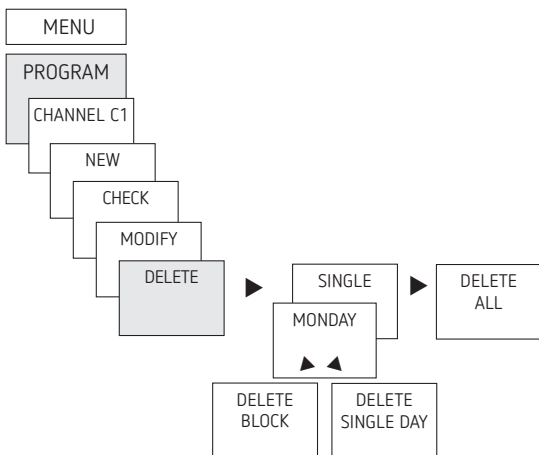 MENU
PROGRAM
CHANNEL C1
NEW
CHECK
MODIFY
DELETE
SINGLE
MONDAY
DELETE
ALL
DELETE
BLOCK
DELETE
SINGLE DAY